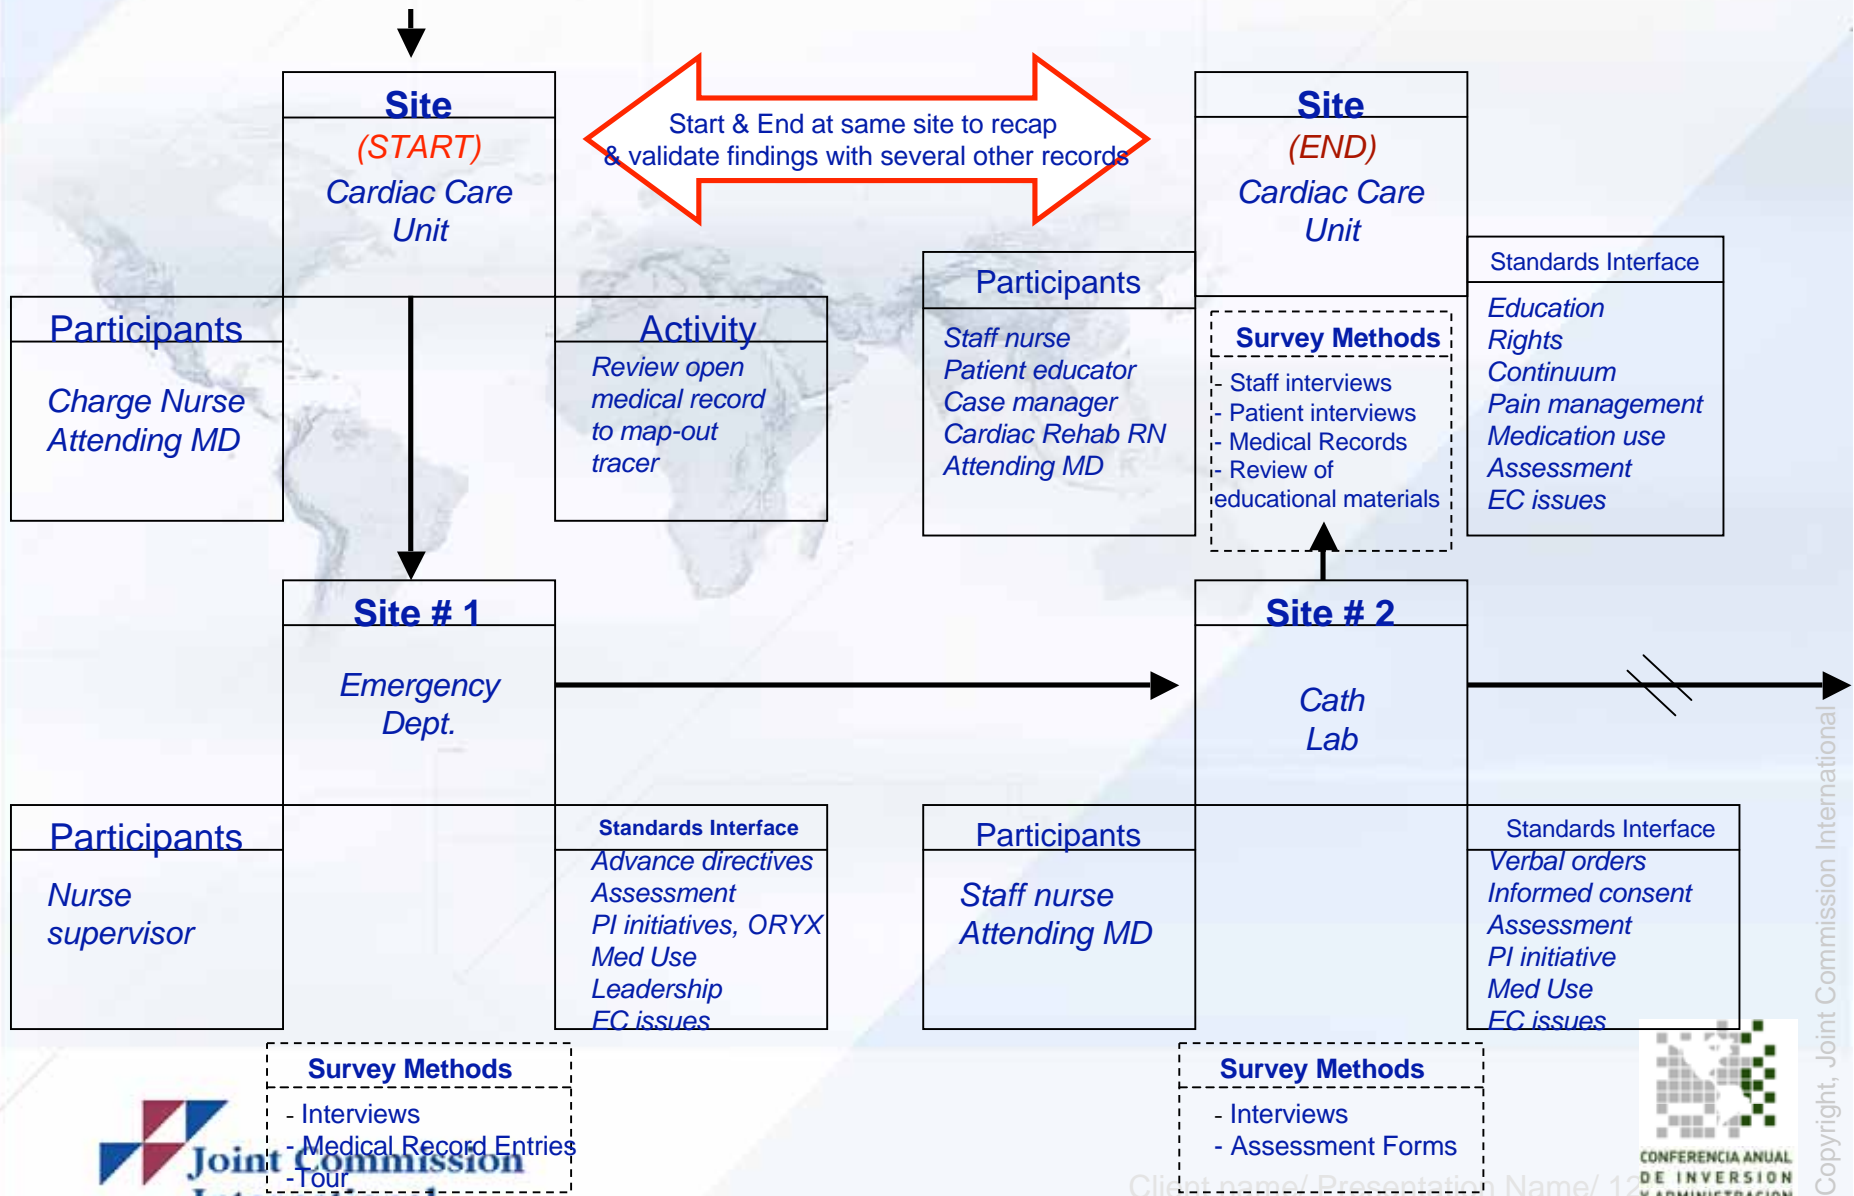 Site
(START)
Cardiac Care
Unit
Participants
Charge Nurse
Attending MD
Activity
Review open
medical record
to map-out
tracer
Start & End at same site to recap
& validate findings with several other records
Site
(END)
Cardiac Care
Unit
Participants
Staff nurse
Patient educator
Case manager
Cardiac Rehab RN
Attending MD
Survey Methods
- Staff interviews
- Patient interviews
- Medical Records
- Review of
educational materials
Standards Interface
Education
Rights
Continuum
Pain management
Medication use
Assessment
EC issues
Site # 1
Emergency
Dept.
Participants
Nurse
supervisor
Standards Interface
Advance directives
Assessment
PI initiatives, ORYX
Med Use
Leadership
EC issues
Survey Methods
- Interviews
- Medical Record Entries
-Tour
Site # 2
Cath
Lab
Participants
Staff nurse
Attending MD
Standards Interface
Verbal orders
Informed consent
Assessment
PI initiative
Med Use
EC issues
Survey Methods
- Interviews
- Assessment Forms
Joint Commission
International
Client name/ Presentation Name/ 12
CONFERENCIA ANUAL
DE INVERSION
Y ADMINISTRACION
Copyright, Joint Commission International